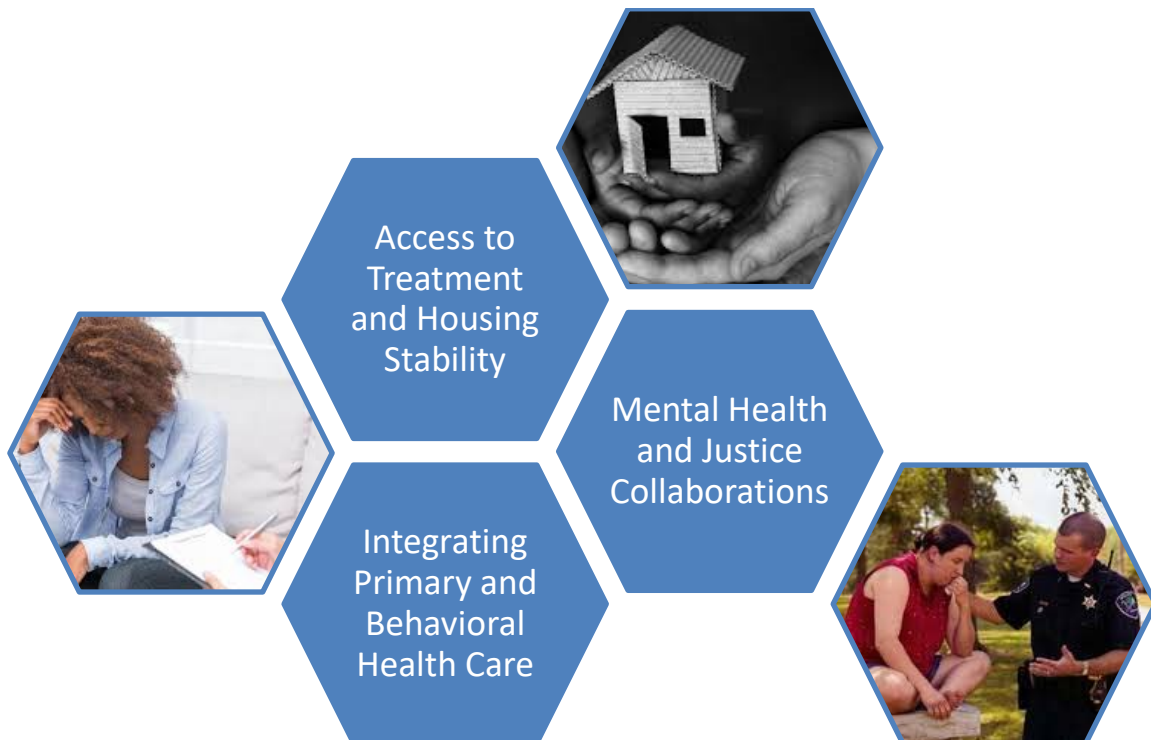 Access to
Treatment
and Housing
Stability
Mental Health
and Justice
Collaborations
Integrating
Primary and
Behavioral
Health Care